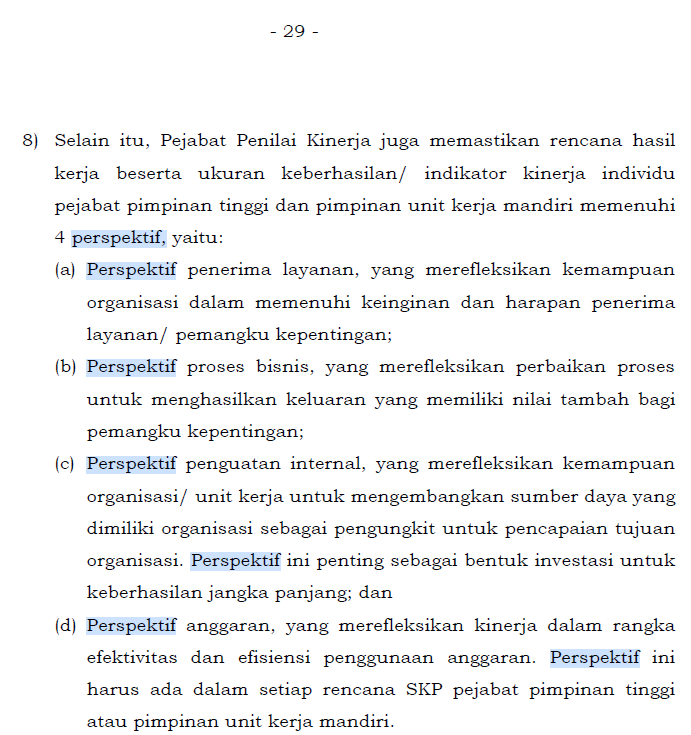 - 29 -
8) Selain itu, Pejabat Penilai Kinerja juga memastikan rencana hasil
kerja beserta ukuran keberhasilan/ indikator kinerja individu
pejabat pimpinan tinggi dan pimpinan unit kerja mandiri memenuhi
4 perspektif, yaitu:
(a) Perspektif penerima layanan, yang merefleksikan kemampuan
organisasi dalam memenuhi keinginan dan harapan penerima
layanan/ pemangku kepentingan;
(b) Perspektif proses bisnis, yang merefleksikan perbaikan proses
untuk menghasilkan keluaran yang memiliki nilai tambah bagi
pemangku kepentingan;
(c) Perspektif penguatan internal, yang merefleksikan kemampuan
organisasi/ unit kerja untuk mengembangkan sumber daya yang
dimiliki organisasi sebagai pengungkit untuk pencapaian tujuan
organisasi. Perspektif ini penting sebagai bentuk investasi untuk
keberhasilan jangka panjang; dan
(d) Perspektif anggaran, yang merefleksikan kinerja dalam rangka
efektivitas dan efisiensi penggunaan anggaran. Perspektif ini
harus ada dalam setiap rencana SKP pejabat pimpinan tinggi
atau pimpinan unit kerja mandiri.